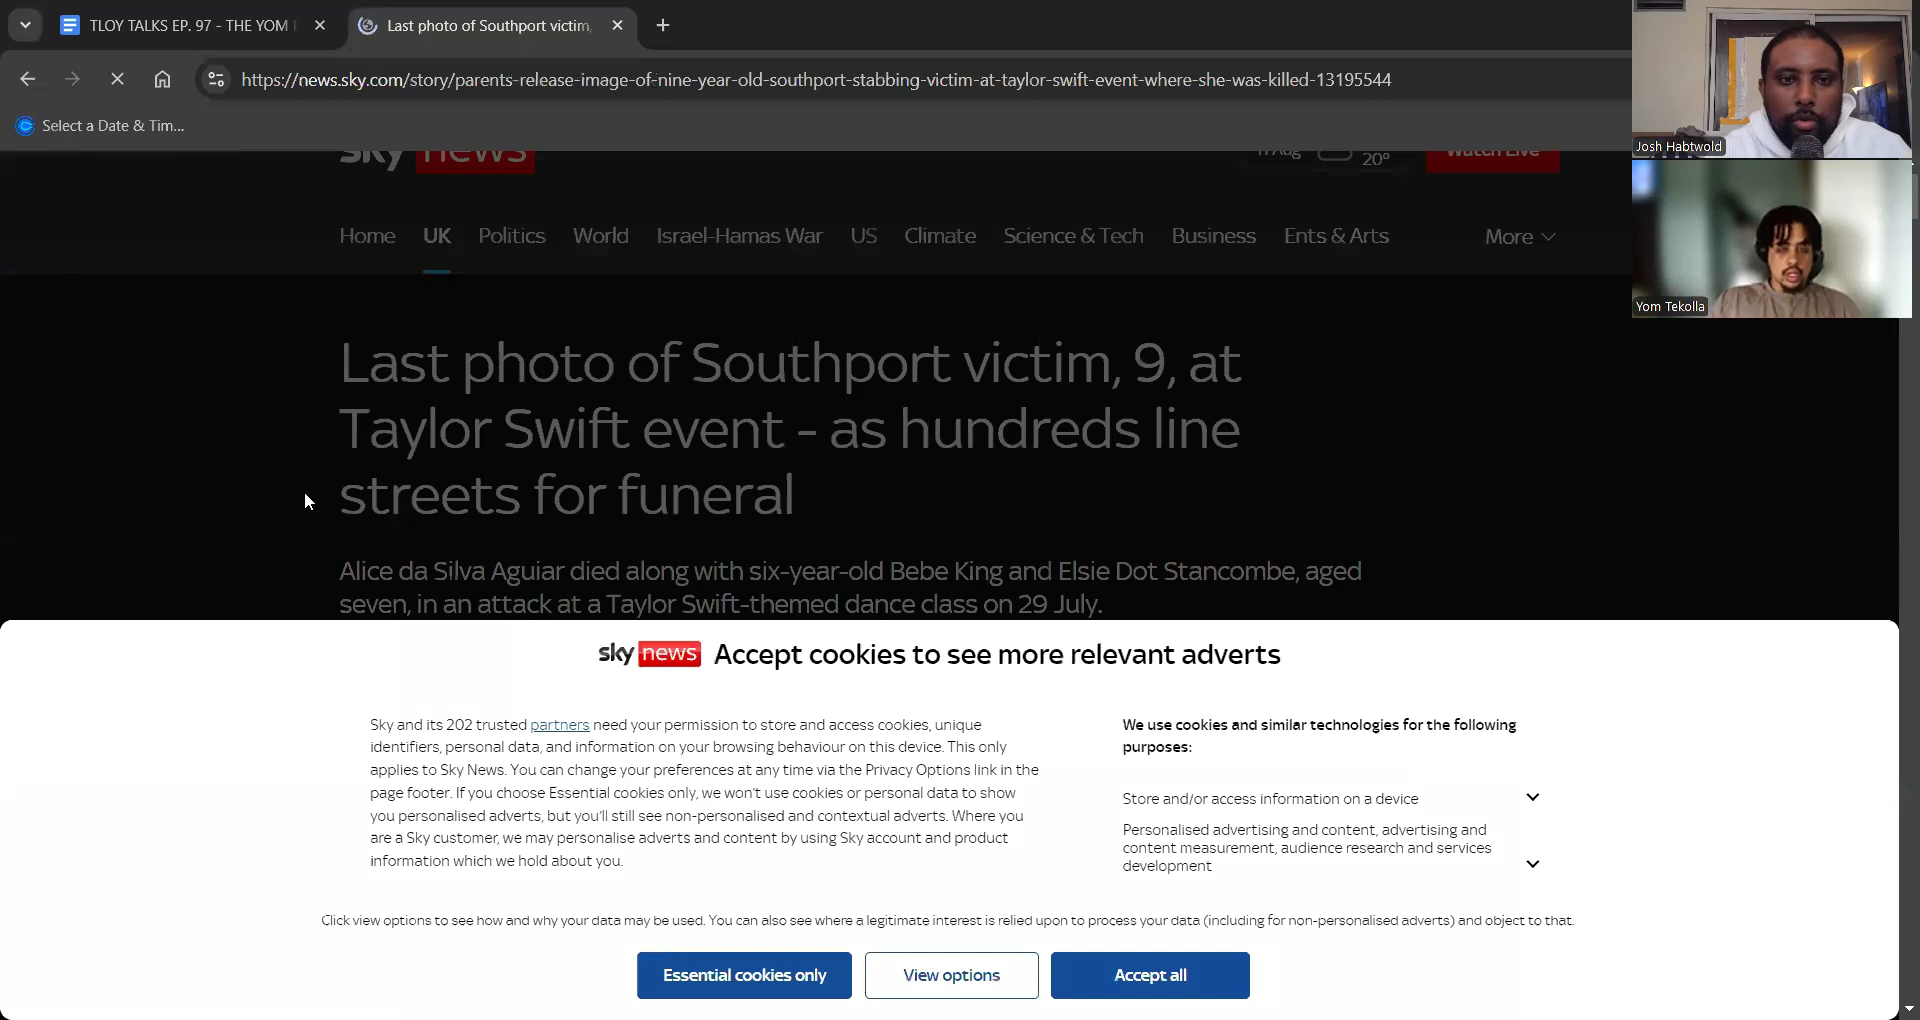 TLOY TALKS EP. 97 - THE YOM
Last photo of Southport victim,
https://news.sky.com/story/parents-release-image-of-nine-year-old-southport-stabbing-victim-at-taylor-swift-event-where-she-was-killed-13195544
Select a Date & Tim...
Josh Habtwold
Yom Tekolla
sky news
11 Aug
20°
Watch Live
Home UK Politics World Israel-Hamas War US Climate Science & Tech Business Ents & Arts More
Last photo of Southport victim, 9, at
Taylor Swift event - as hundreds line
streets for funeral
Alice da Silva Aguiar died along with six-year-old Bebe King and Elsie Dot Stancombe, aged
seven, in an attack at a Taylor Swift-themed dance class on 29 July.
sky news Accept cookies to see more relevant adverts
Sky and its 202 trusted partners need your permission to store and access cookies, unique
identifiers, personal data, and information on your browsing behaviour on this device. This only
applies to Sky News. You can change your preferences at any time via the Privacy Options link in the
page footer. If you choose Essential cookies only, we won't use cookies or personal data to show
you personalised adverts, but you'll still see non-personalised and contextual adverts. Where you
are a Sky customer, we may personalise adverts and content by using Sky account and product
information which we hold about you.
We use cookies and similar technologies for the following
purposes:
Store and/or access information on a device
Personalised advertising and content, advertising and
content measurement, audience research and services
development
Click view options to see how and why your data may be used. You can also see where a legitimate interest is relied upon to process your data (including for non-personalised adverts) and object to that.
Essential cookies only
View options
Accept all